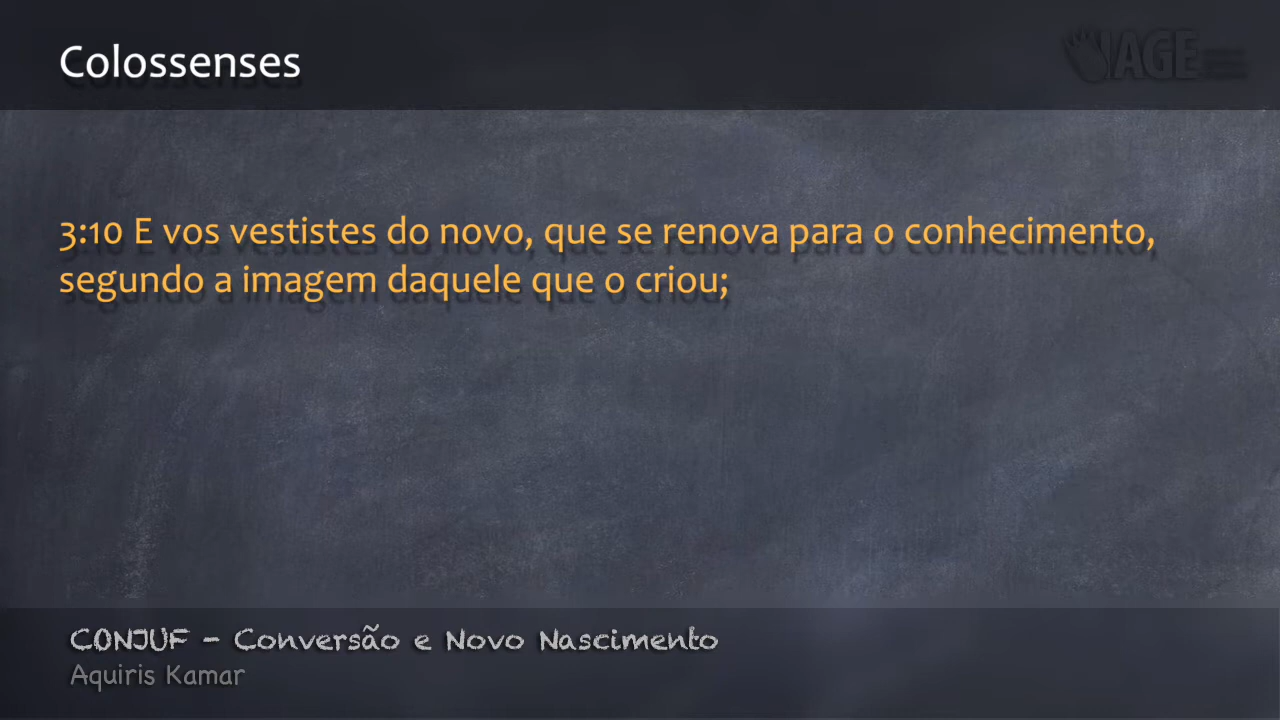 Colossenses
IAGE
3:10 E vos vestistes do novo, que se renova para o conhecimento,
segundo a imagem daquele que o criou;
CONJUF - Conversão e Novo Nascimento
Aquiris Kamar